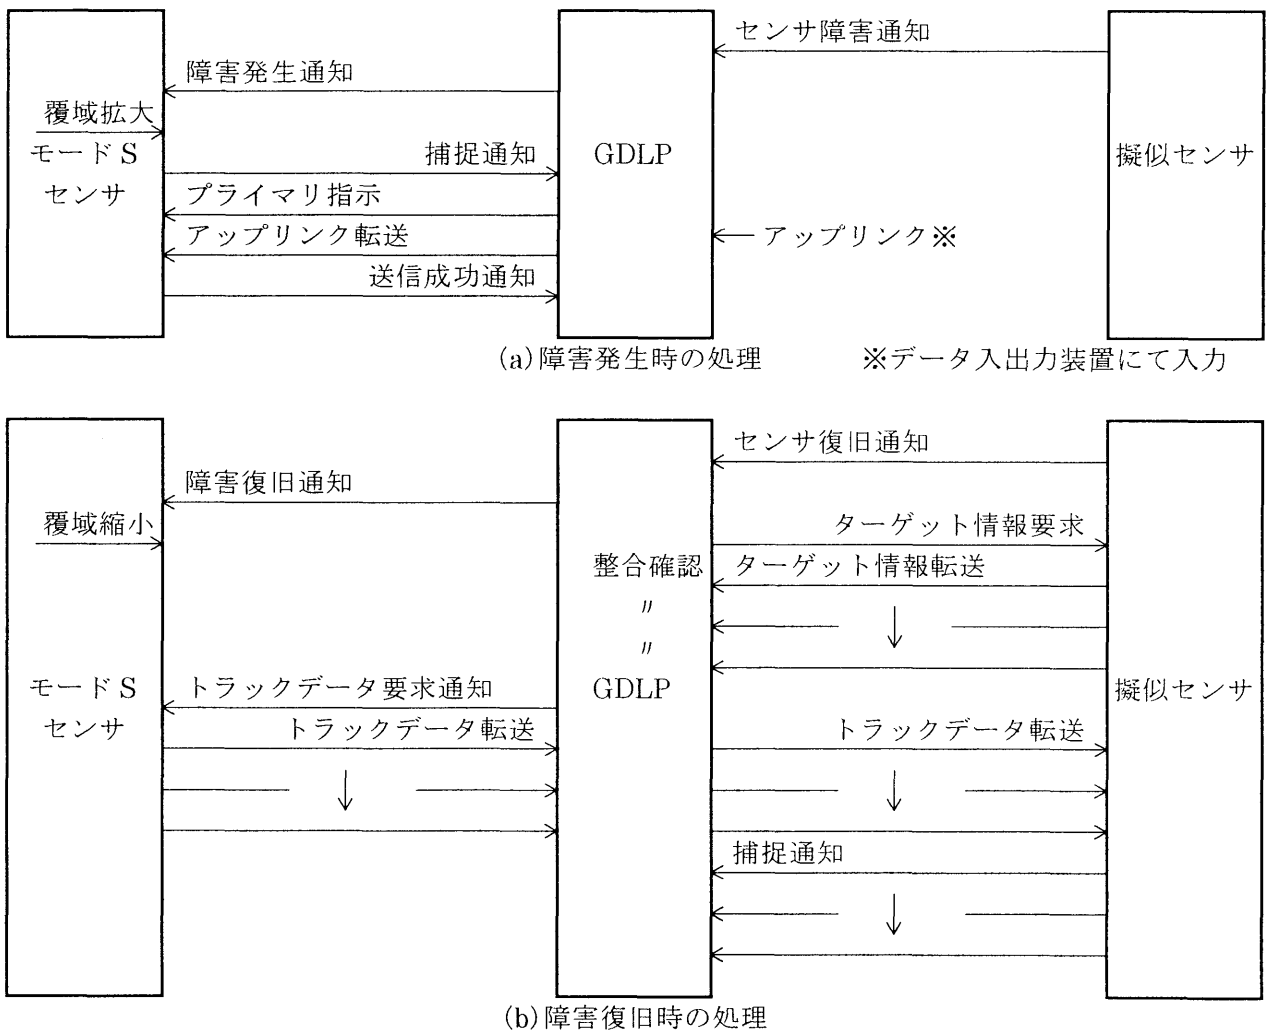 センサ障害通知
障害発生通知
覆域拡大
モードS
センサ
捕捉通知
GDLP
擬似センサ
プライマリ指示
アップリンク転送
アップリンク※
送信成功通知
(a)障害発生時の処理
※データ入出力装置にて入力
センサ復旧通知
障害復旧通知
覆域縮小
ターゲット情報要求
整合確認
ターゲット情報転送
〃
〃
モードS
センサ
トラックデータ要求通知
GDLP
擬似センサ
トラックデータ転送
トラックデータ転送
捕捉通知
(b)障害復旧時の処理